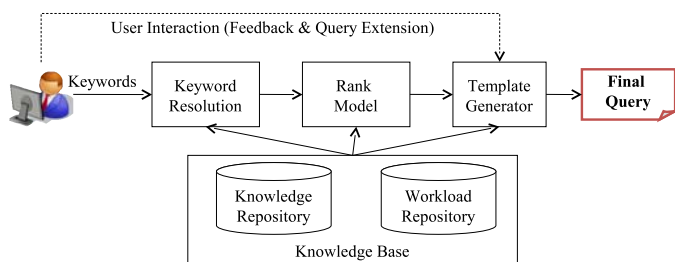 User Interaction (Feedback & Query Extension)
Keywords
Keyword
Resolution
Rank
Model
Template
Generator
Final
Query
Knowledge
Repository
Workload
Repository
Knowledge Base